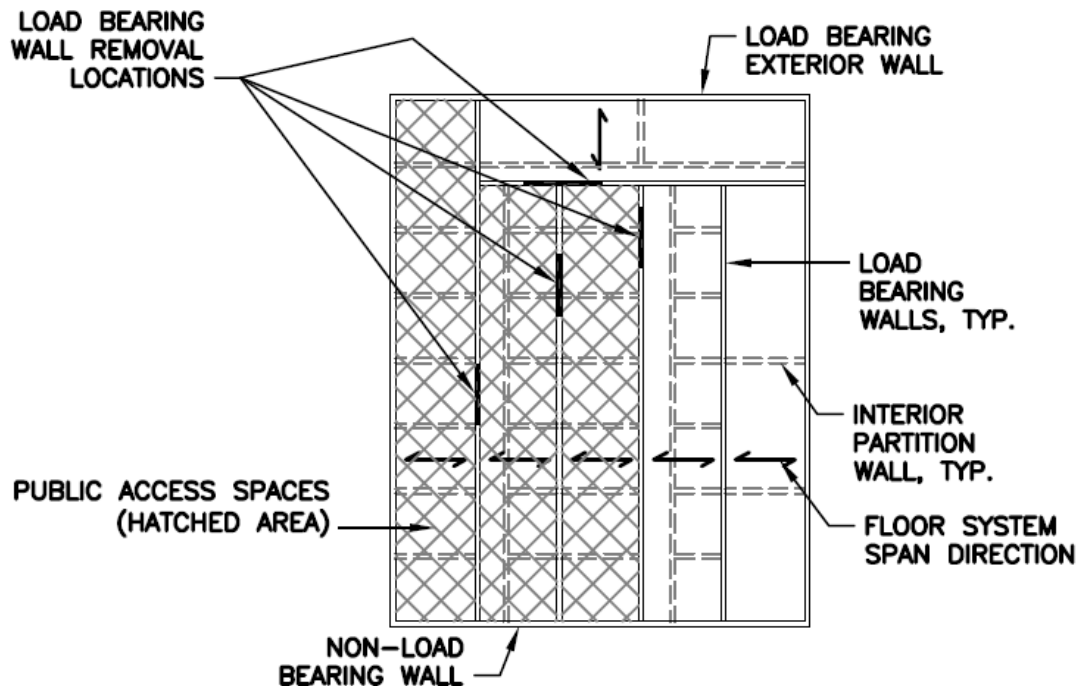 LOAD BEARING
WALL REMOVAL
LOCATIONS
LOAD BEARING
EXTERIOR WALL
LOAD
BEARING
WALLS, TYP.
INTERIOR
PARTITION
WALL, TYP.
PUBLIC ACCESS SPACES
(HATCHED AREA)
FLOOR SYSTEM
SPAN DIRECTION
NON-LOAD
BEARING WALL